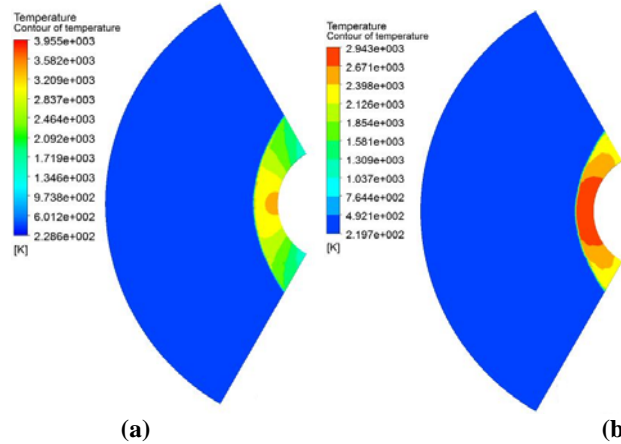 Temperature
Contour of temperature
3.955e+003
3.582e+003
3.210e+003
2.837e+003
2.464e+003
2.092e+003
1.719e+003
1.346e+003
9.738e+002
6.012e+002
2.286e+002
[K]
(a)
Temperature
Contour of temperature
2.943e+003
2.671e+003
2.398e+003
2.126e+003
1.854e+003
1.581e+003
1.309e+003
1.037e+003
7.644e+002
4.921e+002
2.197e+002
[K]
(b